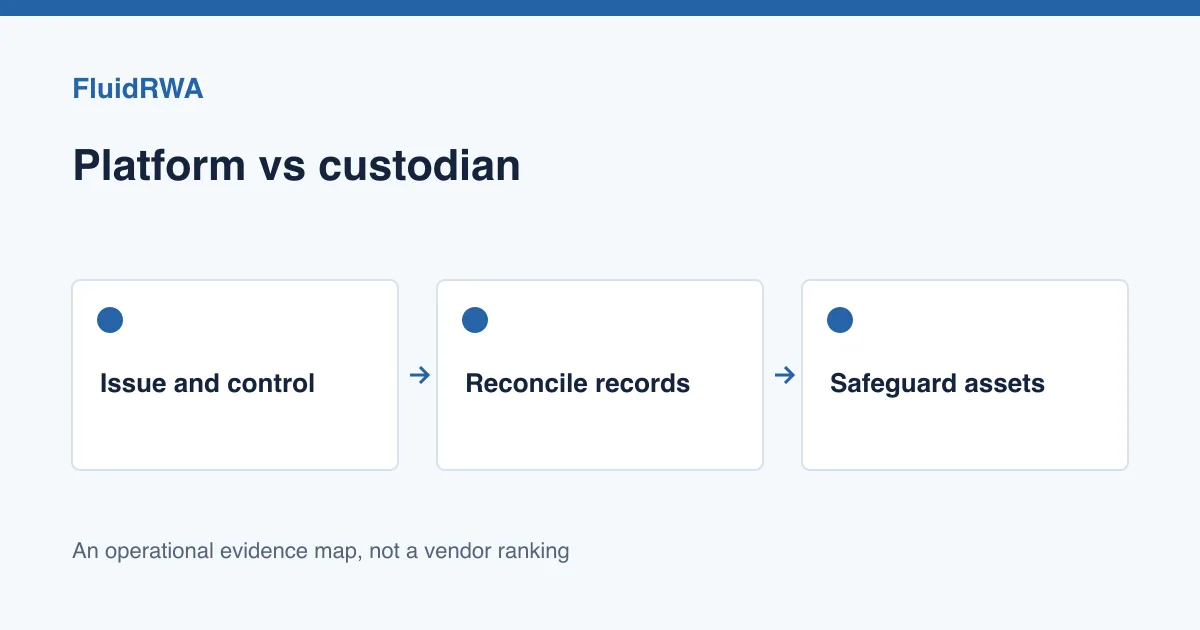 FluidRWA
Platform vs custodian
Issue and control
Reconcile records
Safeguard assets
An operational evidence map, not a vendor ranking